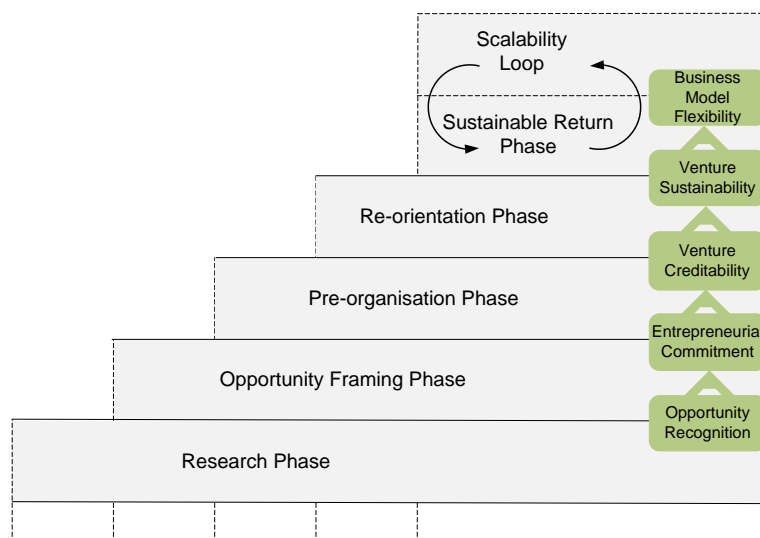 Scalability
Loop
Business
Model
Flexibility
Sustainable Return
Phase
Venture
Sustainability
Re-orientation Phase
Venture
Creditability
Pre-organisation Phase
Entrepreneuria
Commitment
Opportunity Framing Phase
Opportunity
Recognition
Research Phase